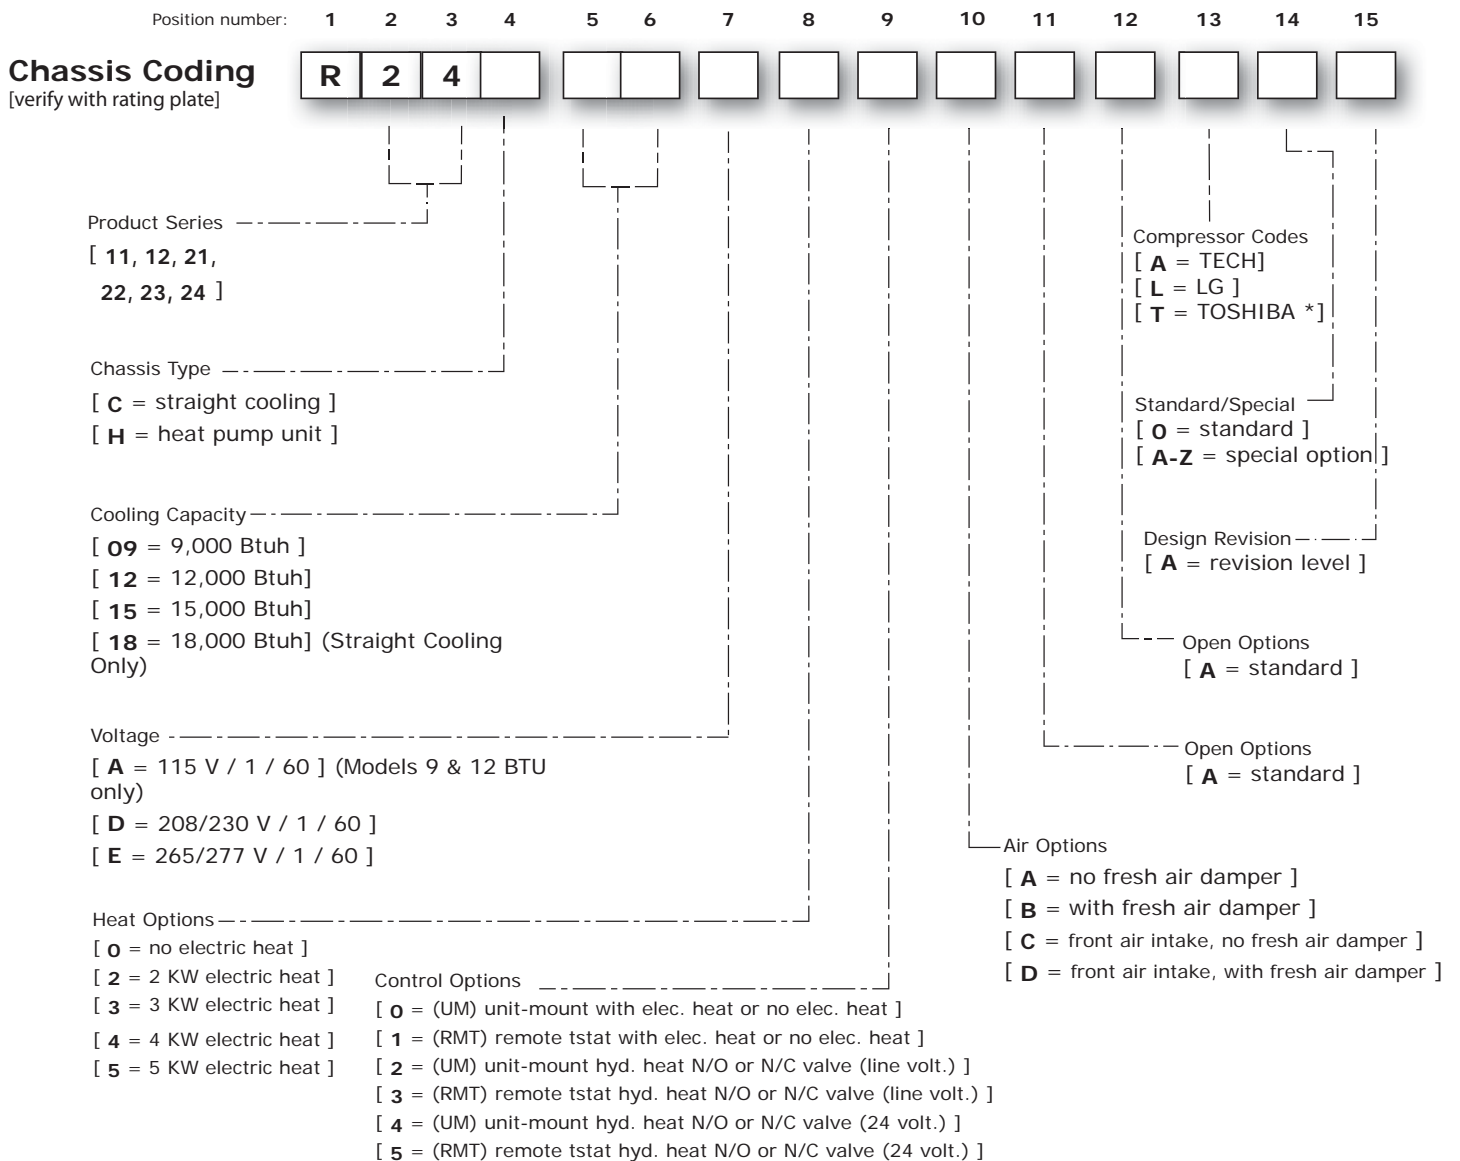 Position number: 1 2 3 4 5 6 7 8 9 10 11 12 13 14 15
Chassis Coding
[verify with rating plate]
R 2 4
Product Series
[ 11, 12, 21,
22, 23, 24 ]
Chassis Type
[ C = straight cooling ]
[ H = heat pump unit ]
Cooling Capacity
[ 09 = 9,000 Btuh ]
[ 12 = 12,000 Btuh]
[ 15 = 15,000 Btuh]
[ 18 = 18,000 Btuh] (Straight Cooling
Only)
Voltage
[ A = 115 V / 1 / 60 ] (Models 9 & 12 BTU
only)
[ D = 208/230 V / 1 / 60 ]
[ E = 265/277 V / 1 / 60 ]
Heat Options
[ 0 = no electric heat ]
[ 2 = 2 KW electric heat ]
[ 3 = 3 KW electric heat ]
[ 4 = 4 KW electric heat ]
[ 5 = 5 KW electric heat ]
Control Options
[ 0 = (UM) unit-mount with elec. heat or no elec. heat ]
[ 1 = (RMT) remote tstat with elec. heat or no elec. heat ]
[ 2 = (UM) unit-mount hyd. heat N/O or N/C valve (line volt.) ]
[ 3 = (RMT) remote tstat hyd. heat N/O or N/C valve (line volt.) ]
[ 4 = (UM) unit-mount hyd. heat N/O or N/C valve (24 volt.) ]
[ 5 = (RMT) remote tstat hyd. heat N/O or N/C valve (24 volt.) ]
Compressor Codes
[ A = TECH]
[ L = LG ]
[ T = TOSHIBA *]
Standard/Special
[ 0 = standard ]
[ A-Z = special option ]
Design Revision
[ A = revision level ]
Open Options
[ A = standard ]
Open Options
[ A = standard ]
Air Options
[ A = no fresh air damper ]
[ B = with fresh air damper ]
[ C = front air intake, no fresh air damper ]
[ D = front air intake, with fresh air damper ]